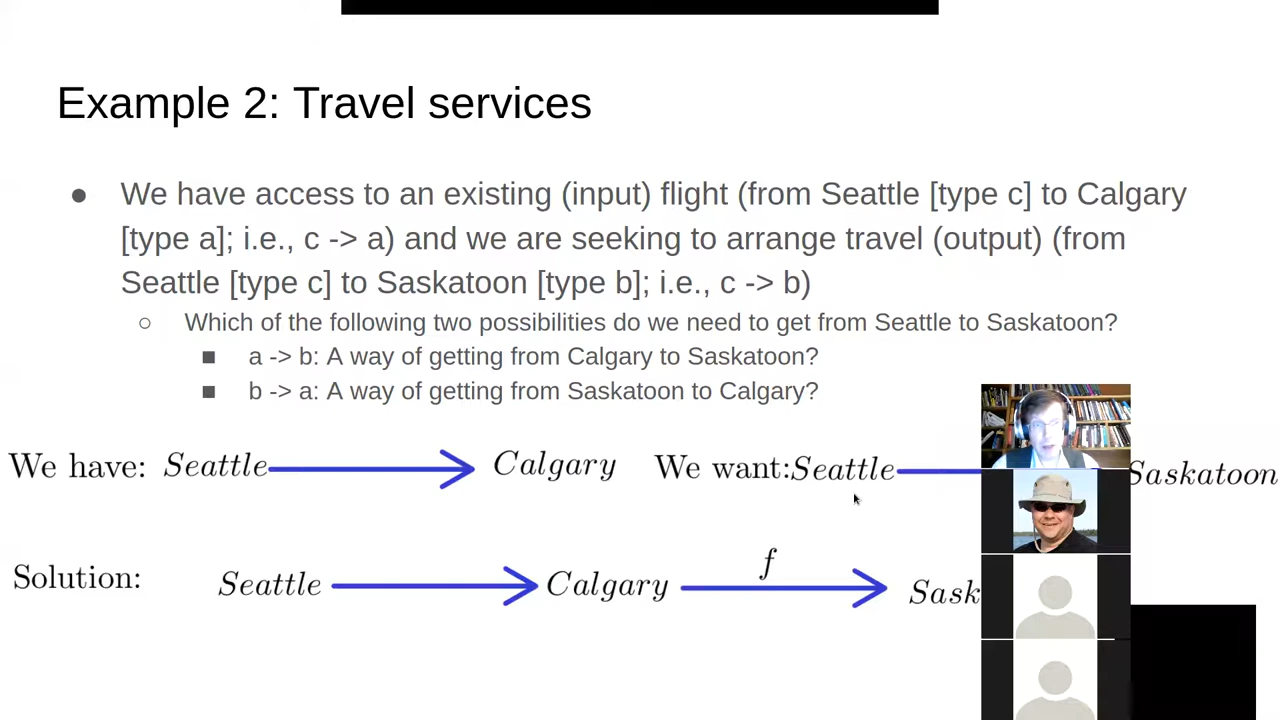 Example 2: Travel services
● We have access to an existing (input) flight (from Seattle [type c] to Calgary
[type a]; i.e., c -> a) and we are seeking to arrange travel (output) (from
Seattle [type c] to Saskatoon [type b]; i.e., c -> b)
○ Which of the following two possibilities do we need to get from Seattle to Saskatoon?
■ a -> b: A way of getting from Calgary to Saskatoon?
■ b -> a: A way of getting from Saskatoon to Calgary?
We have: Seattle Calgary We want:Seattle Saskatoon
f
Solution: Seattle Calgary Sask